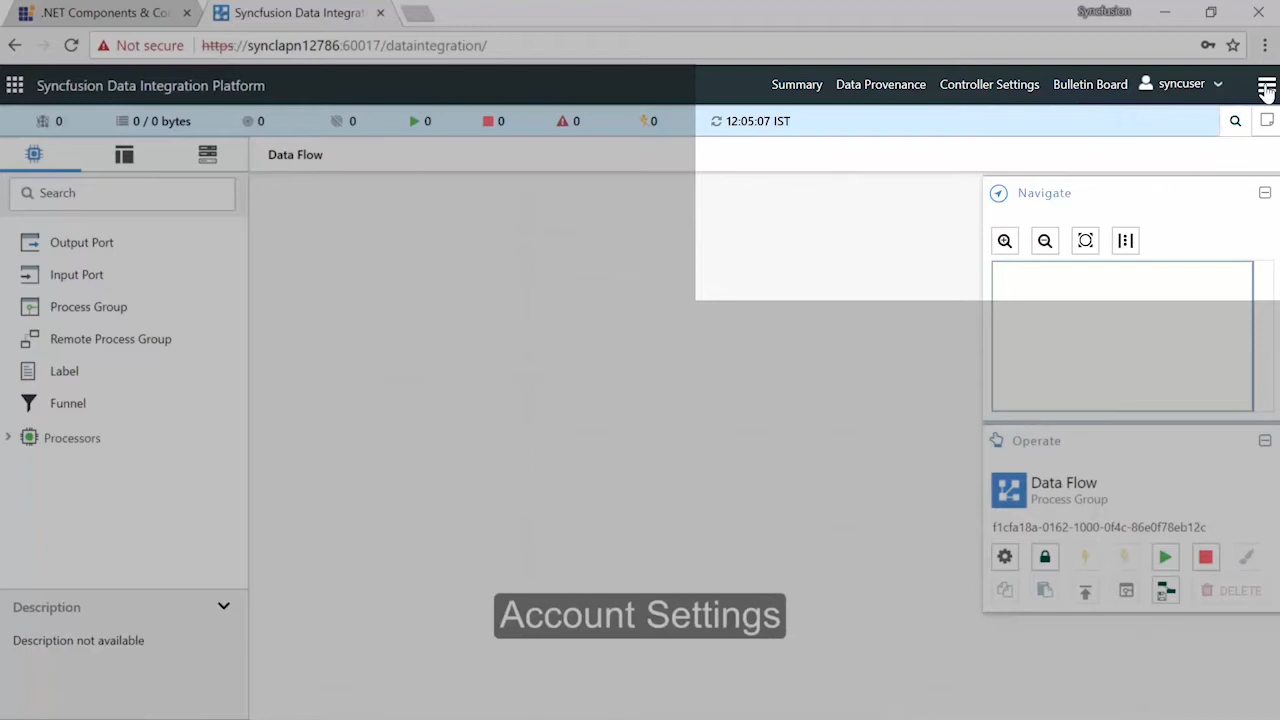 .NET Components & Co
Syncfusion Data Integrat
Syncfusion
Not secure
https://synclapn12786:60017/dataintegration/
Syncfusion Data Integration Platform
Summary
Data Provenance
Controller Settings
Bulletin Board
syncuser
0
0 / 0 bytes
0
0
0
0
0
0
12:05:07 IST
Data Flow
Search
Navigate
Output Port
Input Port
Process Group
Remote Process Group
Label
Funnel
Processors
Operate
Data Flow
Process Group
f1cfa18a-0162-1000-0f4c-86e0f78eb12c
DELETE
Description
Description not available
Account Settings